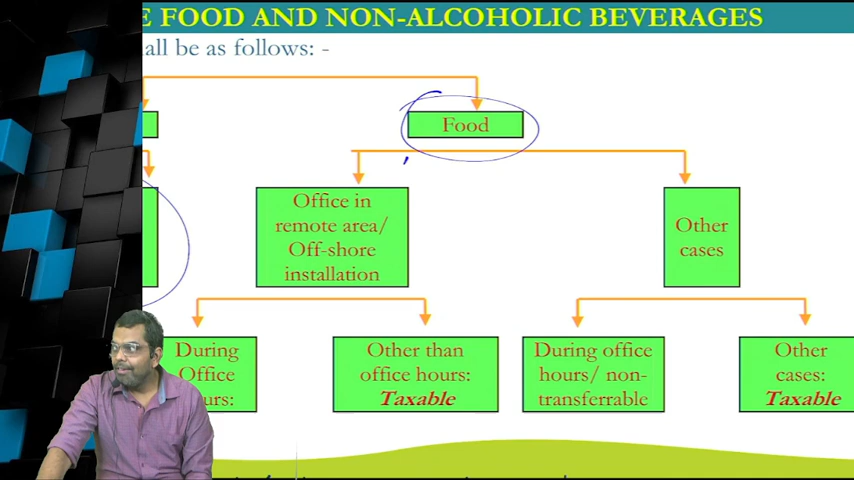 E FOOD AND NON-ALCOHOLIC BEVERAGES
all be as follows: -
Food
Office in
remote area/
Off-shore
installation
Other
cases
During
Office
urs:
Other than
office hours:
Taxable
During office
hours/ non-
transferrable
Other
cases:
Taxable